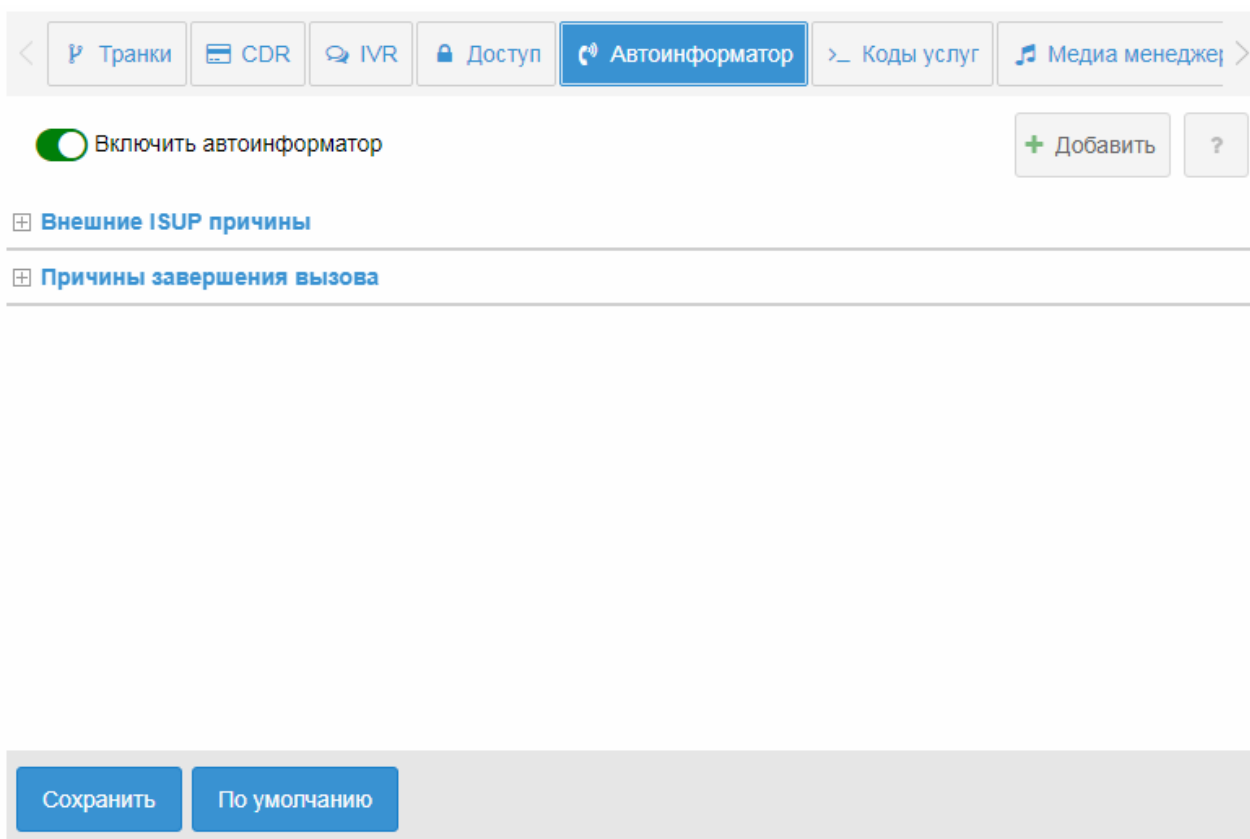 Транки CDR IVR Доступ Автоинформатор >_ Коды услуг Медиа менеджер
Включить автоинформатор + Добавить ?
Внешние ISUP причины
Причины завершения вызова
Сохранить По умолчанию